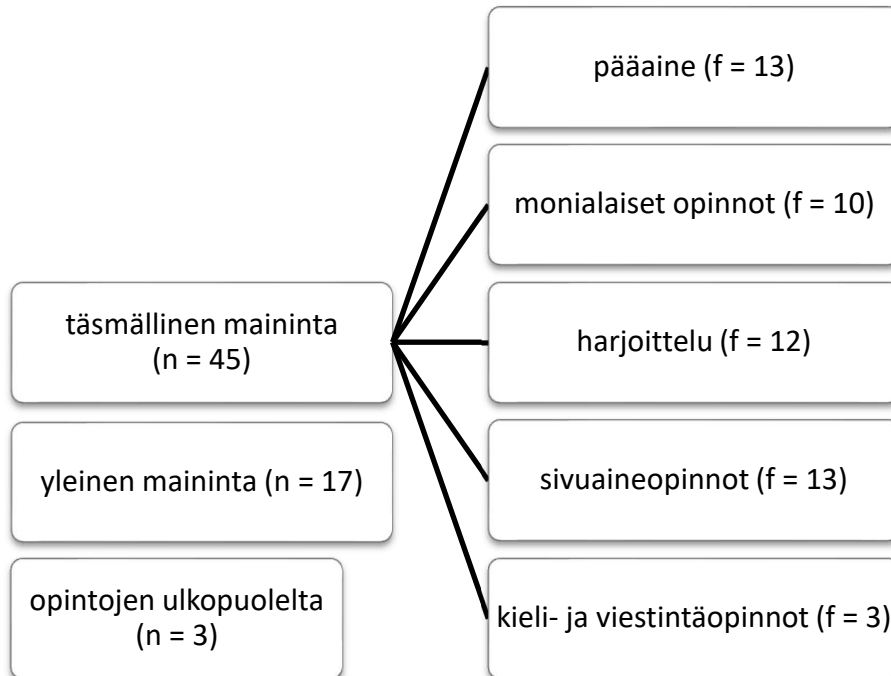 täsmällinen maininta
(n = 45)
yleinen maininta (n = 17)
opintojen ulkopuolelta
(n = 3)
pääaine (f = 13)
monialaiset opinnot (f = 10)
harjoittelu (f = 12)
sivuaineopinnot (f = 13)
kieli- ja viestintäopinnot (f = 3)